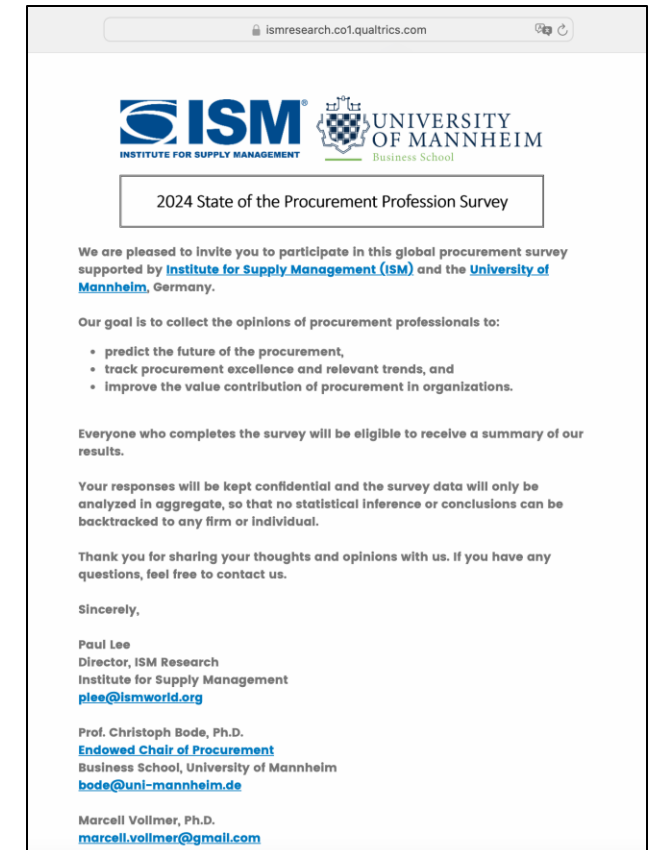 ismresearch.co1.qualtrics.com
ISM®
INSTITUTE FOR SUPPLY MANAGEMENT
UNIVERSITY
OF MANNHEIM
Business School
2024 State of the Procurement Profession Survey
We are pleased to invite you to participate in this global procurement survey
supported by Institute for Supply Management (ISM) and the University of
Mannheim, Germany.
Our goal is to collect the opinions of procurement professionals to:
• predict the future of the procurement,
• track procurement excellence and relevant trends, and
• improve the value contribution of procurement in organizations.
Everyone who completes the survey will be eligible to receive a summary of our
results.
Your responses will be kept confidential and the survey data will only be
analyzed in aggregate, so that no statistical inference or conclusions can be
backtracked to any firm or individual.
Thank you for sharing your thoughts and opinions with us. If you have any
questions, feel free to contact us.
Sincerely,
Paul Lee
Director, ISM Research
Institute for Supply Management
plee@ismworld.org
Prof. Christoph Bode, Ph.D.
Endowed Chair of Procurement
Business School, University of Mannheim
bode@uni-mannheim.de
Marcell Vollmer, Ph.D.
marcell.vollmer@gmail.com